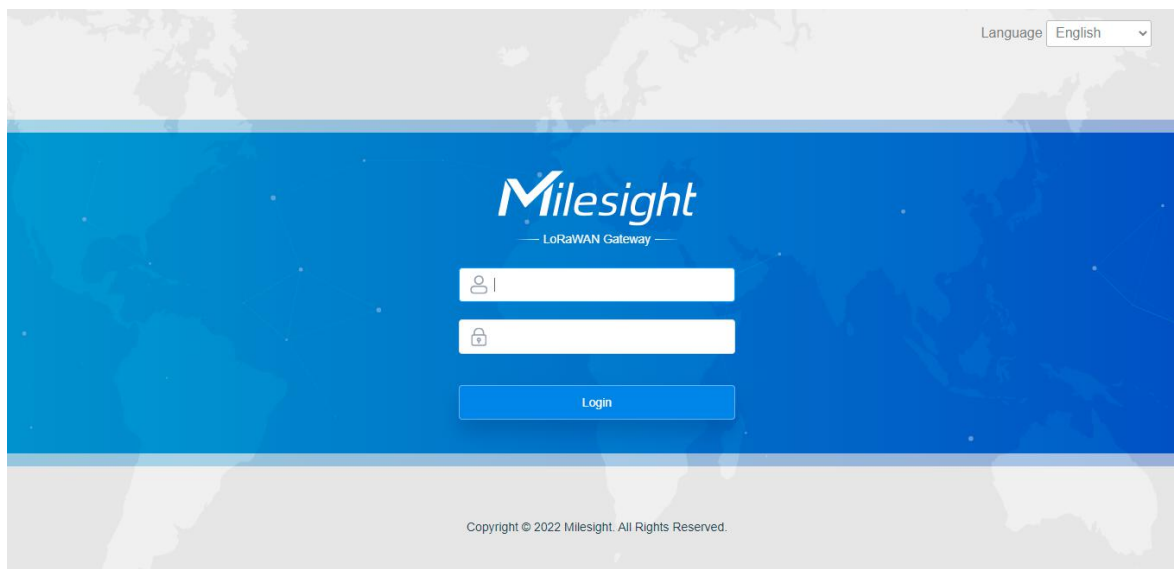 Language English
Milesight
LoRaWAN Gateway
Login
Copyright © 2022 Milesight. All Rights Reserved.